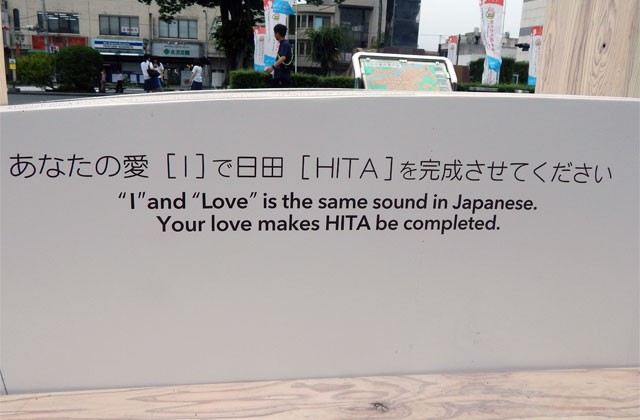 あなたの愛［I］で日田［HITA］を完成させてください
“I”and “Love” is the same sound in Japanese.
Your love makes HITA be completed.